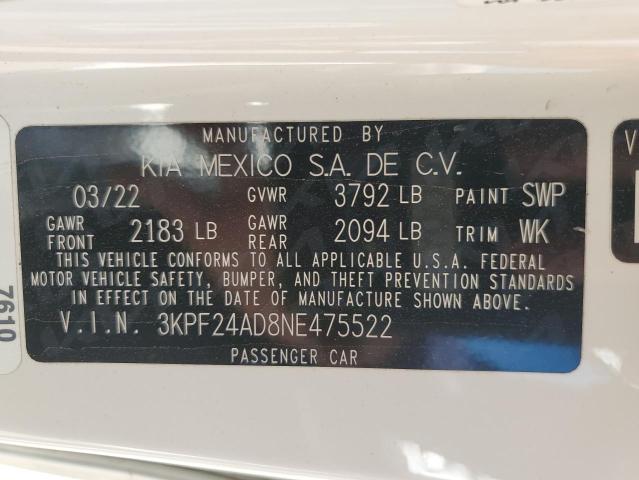 MANUFACTURED BY
KIA MEXICO S.A. DE C.V.
03/22 GVWR 3792 LB PAINT SWP
GAWR FRONT 2183 LB GAWR REAR 2094 LB TRIM WK
THIS VEHICLE CONFORMS TO ALL APPLICABLE U.S.A. FEDERAL
MOTOR VEHICLE SAFETY, BUMPER, AND THEFT PREVENTION STANDARDS
IN EFFECT ON THE DATE OF MANUFACTURE SHOWN ABOVE.
V.I.N. 3KPF24AD8NE475522
PASSENGER CAR
7610
V